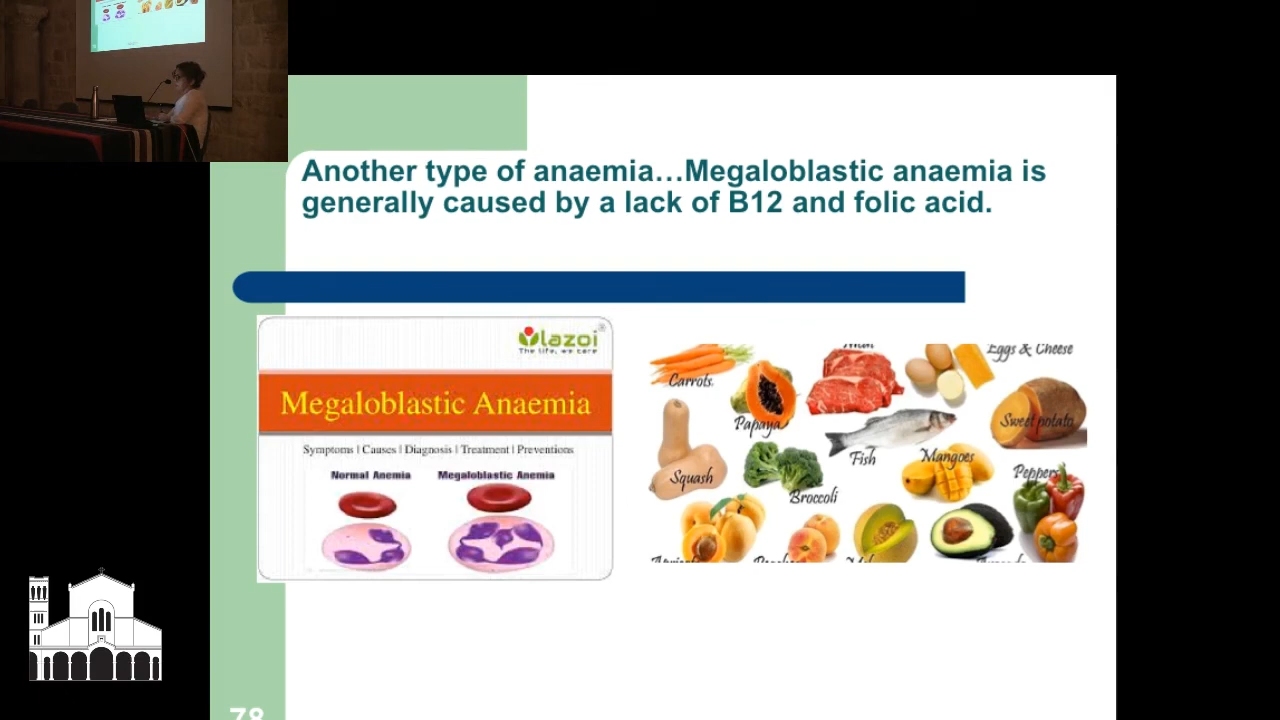 Another type of anaemia…Megaloblastic anaemia is
generally caused by a lack of B12 and folic acid.
lazoi
The life, we care
Megaloblastic Anaemia
Symptoms | Causes | Diagnosis | Treatment | Preventions
Normal Anemia Megaloblastic Anemia
Eggs & Cheese
Carrots
Papaya
Sweet potato
Fish
Mangoes
Squash
Broccoli
Peppers
78